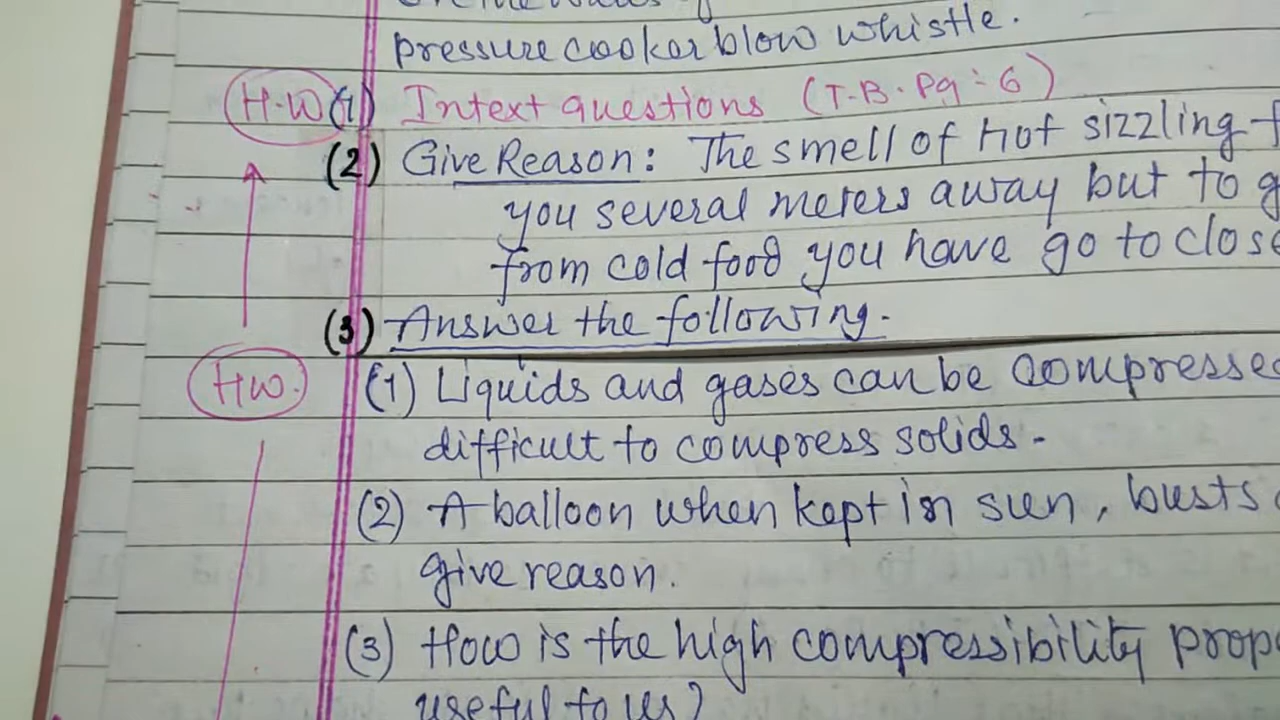 pressure cooker blow whistle.
H.W (1) Intext questions (T.B. Pg:6)
(2) Give Reason: The smell of hot sizzling
you several meters away but to
from cold food you have go to
(3) Answer the following.
H.W. (1) Liquids and gases can be
difficult to compress solids.
(2) A balloon when kept in sun, busts
give reason.
(3) How is the high compressibility
useful to us?